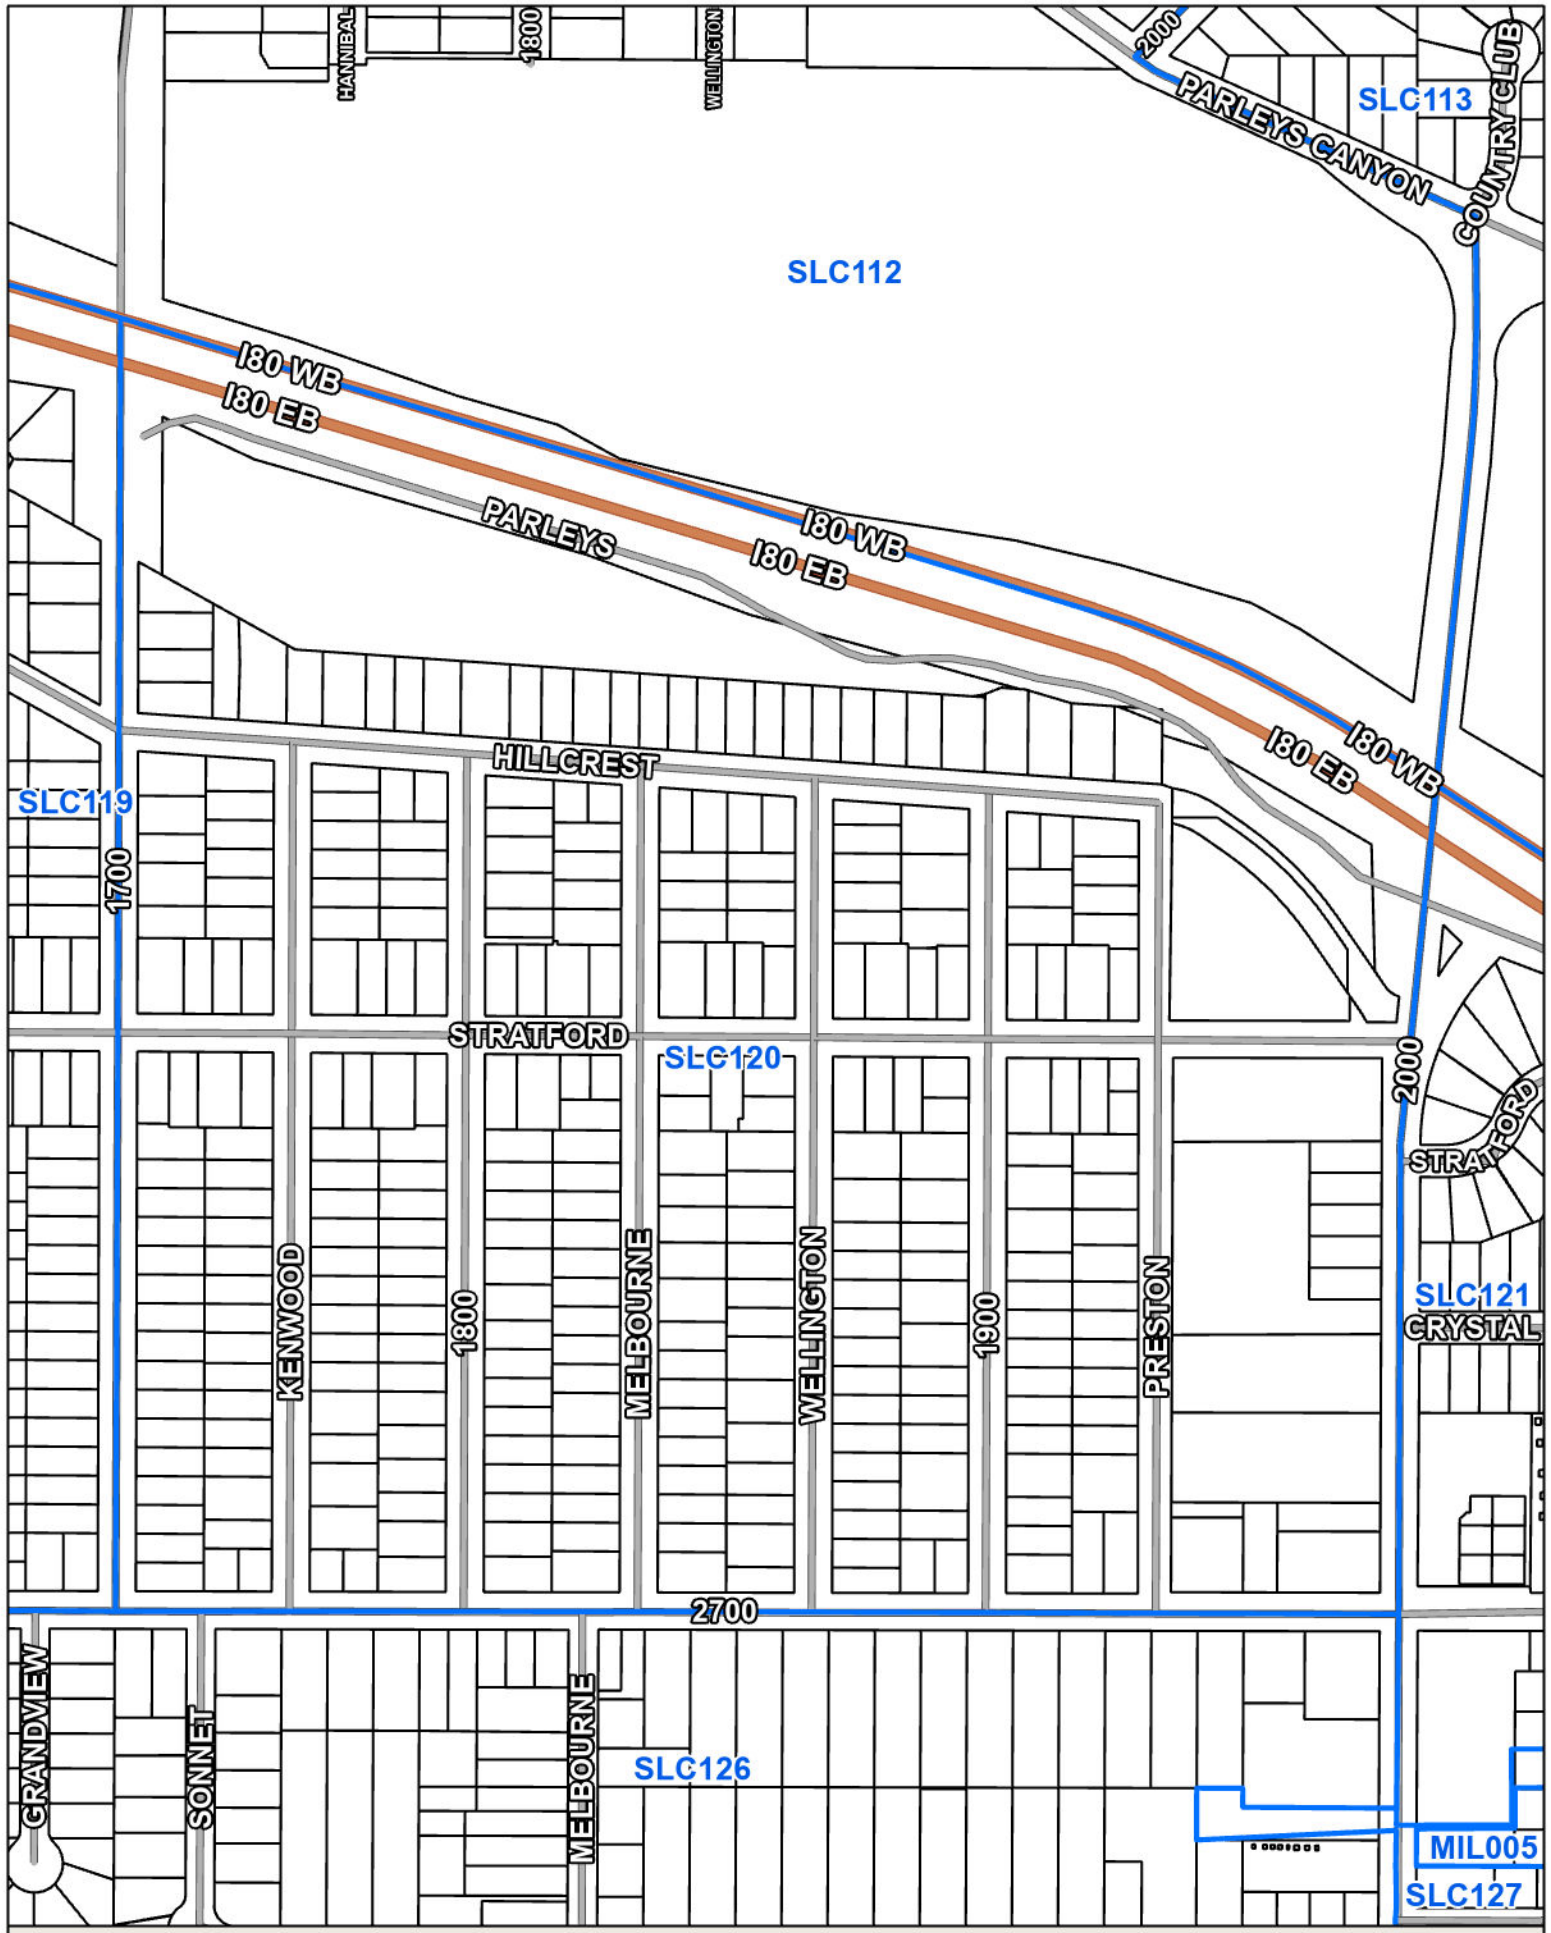 HANNIBAL
1800
WELLINGTON
2000
COUNTRY CLUB
PARLEYS CANYON
SLC113
SLC112
I80 WB
I80 EB
PARLEYS
I80 WB
I80 EB
I80 WB
I80 EB
HILLCREST
SLC119
1700
STRATFORD
SLC120
2000
STRATFORD
KENWOOD
1800
MELBOURNE
WELLINGTON
1900
PRESTON
SLC121
CRYSTAL
2700
GRANDVIEW
SONNET
MELBOURNE
SLC126
MIL005
SLC127